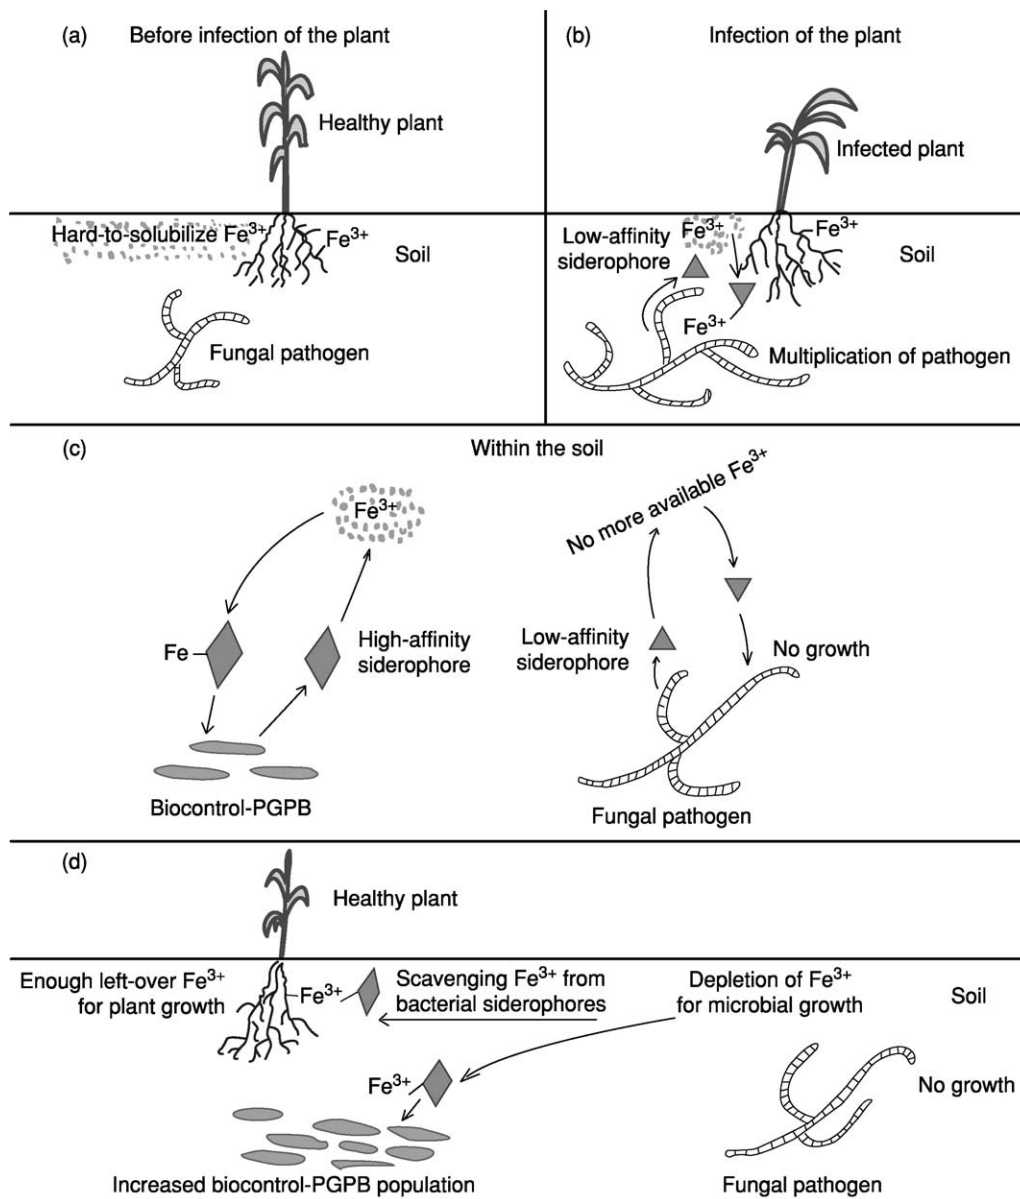 (a)
Before infection of the plant
Healthy plant
Hard-to-solubilize Fe3+
Fe3+
Soil
Fungal pathogen
(b)
Infection of the plant
Infected plant
Low-affinity
siderophore
Fe3+
Fe3+
Soil
Fe3+
Multiplication of pathogen
(c)
Within the soil
Fe3+
Fe
High-affinity
siderophore
Biocontrol-PGPB
No more available Fe3+
Low-affinity
siderophore
No growth
Fungal pathogen
(d)
Healthy plant
Enough left-over Fe3+
for plant growth
Fe3+
Scavenging Fe3+ from
bacterial siderophores
Depletion of Fe3+
for microbial growth
Soil
Fe3+
No growth
Increased biocontrol-PGPB population
Fungal pathogen